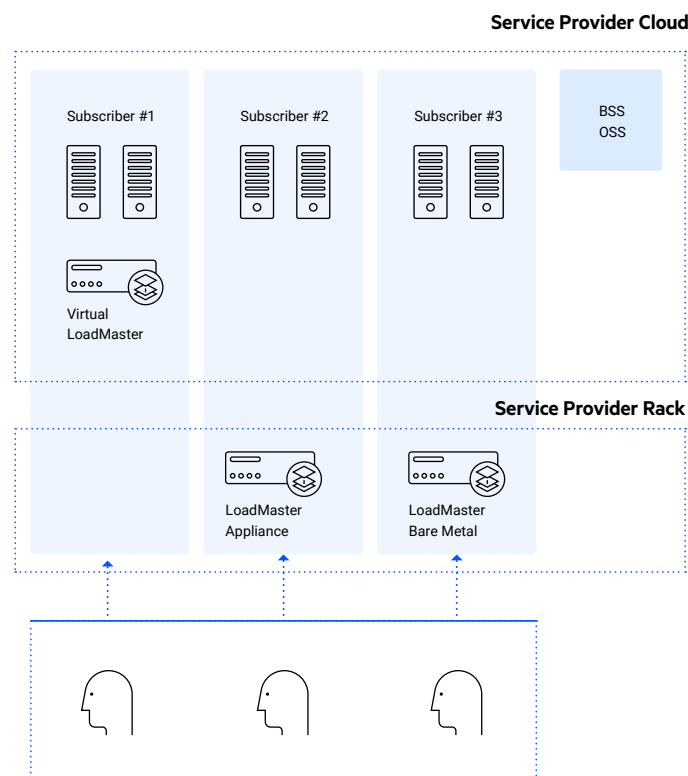 Service Provider Cloud
Subscriber #1
Subscriber #2
Subscriber #3
BSS
OSS
Virtual
LoadMaster
Service Provider Rack
LoadMaster
Appliance
LoadMaster
Bare Metal